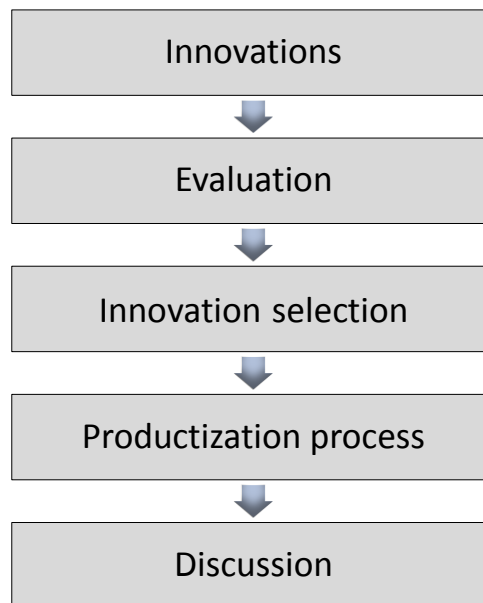 Innovations
Evaluation
Innovation selection
Productization process
Discussion